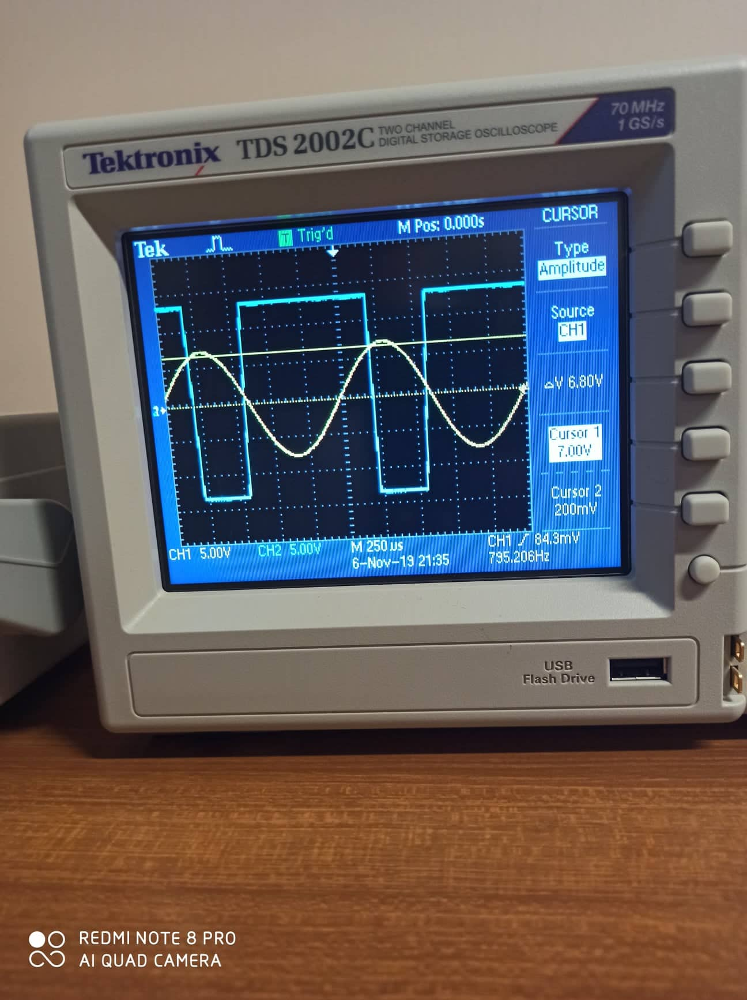 70 MHz
1 GS/s
Tektronix TDS 2002C TWO CHANNEL
DIGITAL STORAGE OSCILLOSCOPE
Tek T Trig'd M Pos: 0.000s CURSOR
Type
Amplitude
Source
CH1
△V 6.80V
Cursor 1
7.00V
Cursor 2
200mV
2
CH1 5.00V CH2 5.00V M 250us CH1 84.3mV
6-Nov-19 21:35 795.206Hz
USB
Flash Drive
REDMI NOTE 8 PRO
AI QUAD CAMERA